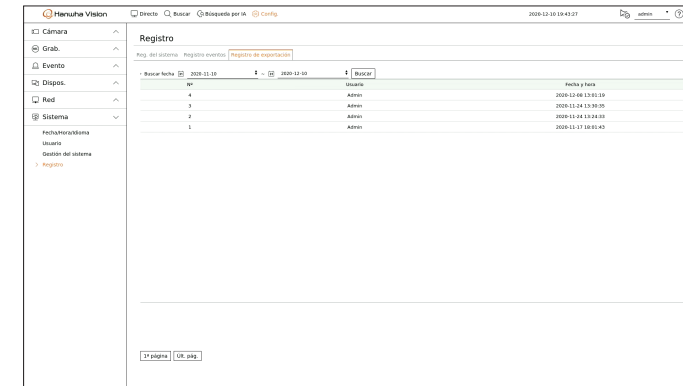 Hanwha Vision
Directo Buscar Búsqueda por IA Config. 2020-12-10 19:43:27 admin
Cámara
Grab.
Evento
Dispos.
Red
Sistema
Fecha/Hora/Idioma
Usuario
Gestión del sistema
> Registro
Registro
Reg. del sistema Registro eventos Registro de exportación
Buscar fecha 2020-11-10 ~ 2020-12-10 Buscar
Nº Usuario Fecha y hora
4 Admin 2020-12-08 13:01:19
3 Admin 2020-11-24 13:30:35
2 Admin 2020-11-24 13:24:33
1 Admin 2020-11-17 18:01:43
1ª página Últ. pág.